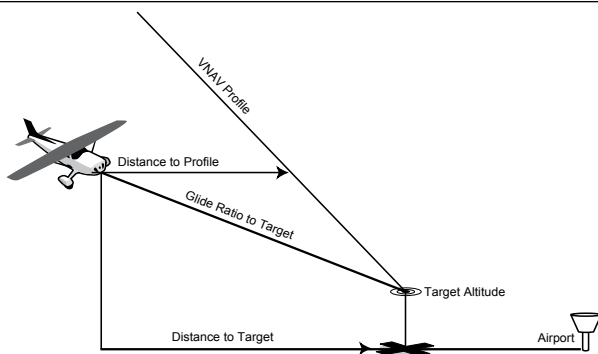 VNAV Profile
Distance to Profile
Glide Ratio to Target
Target Altitude
Distance to Target
Airport